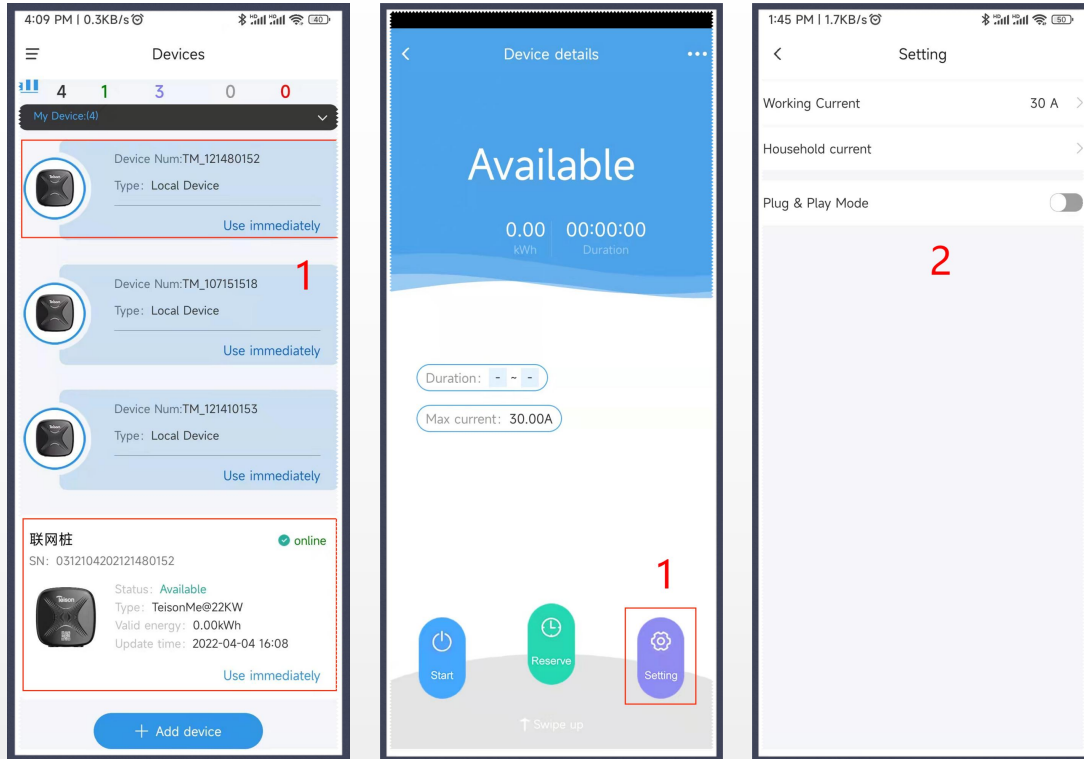 4:09 PM | 0.3KB/s
40
Devices
4 1 3 0 0
My Device:(4)
Device Num:TM_121480152
Type: Local Device
Use immediately
1
Device Num:TM_107151518
Type: Local Device
Use immediately
Device Num:TM_121410153
Type: Local Device
Use immediately
联网桩
online
SN: 0312104202121480152
Teison
Status: Available
Type: TeisonMe@22KW
Valid energy: 0.00kWh
Update time: 2022-04-04 16:08
Use immediately
+ Add device
Device details
Available
0.00 00:00:00
kWh Duration
Duration: - ~ -
Max current: 30.00A
1
Start
Reserve
Setting
Swipe up
1:45 PM | 1.7KB/s
50
Setting
Working Current 30 A
Household current
Plug & Play Mode
2